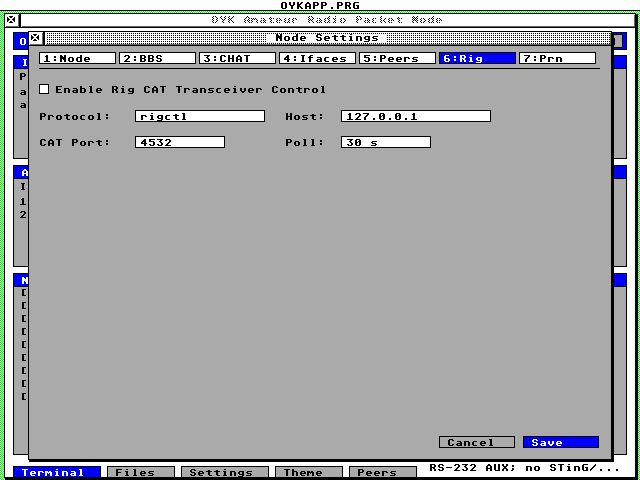 OYKAPP.PRG
OYK Amateur Radio Packet Node
Node Settings
1:Node 2:BBS 3:CHAT 4:Ifaces 5:Peers 6:Rig 7:Prn
Enable Rig CAT Transceiver Control
Protocol: rigctl Host: 127.0.0.1
CAT Port: 4532 Poll: 30 s
Cancel Save
Terminal Files Settings Theme Peers RS-232 AUX; no STinG/...